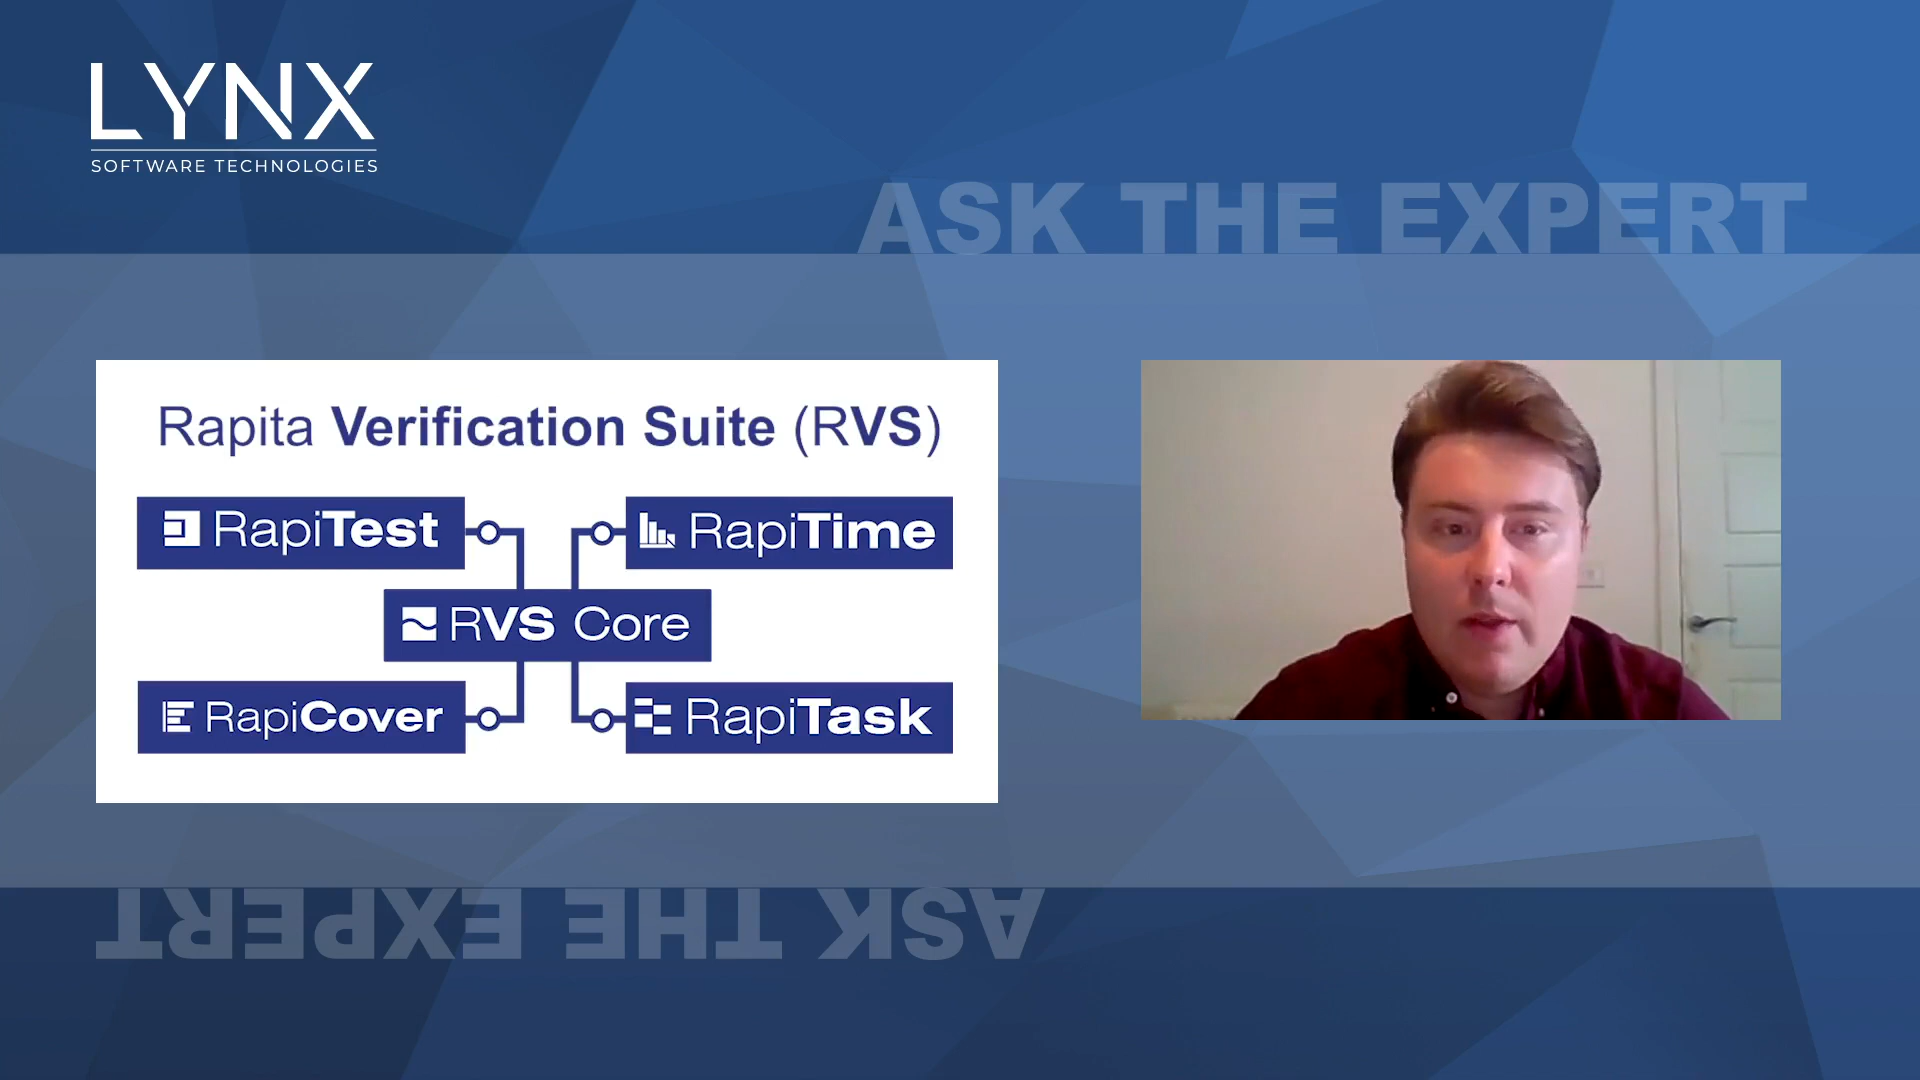 LYNX
SOFTWARE TECHNOLOGIES
ASK THE EXPERT
Rapita Verification Suite (RVS)
RapiTest
RapiTime
RVS Core
RapiCover
RapiTask
ASK THE EXPERT